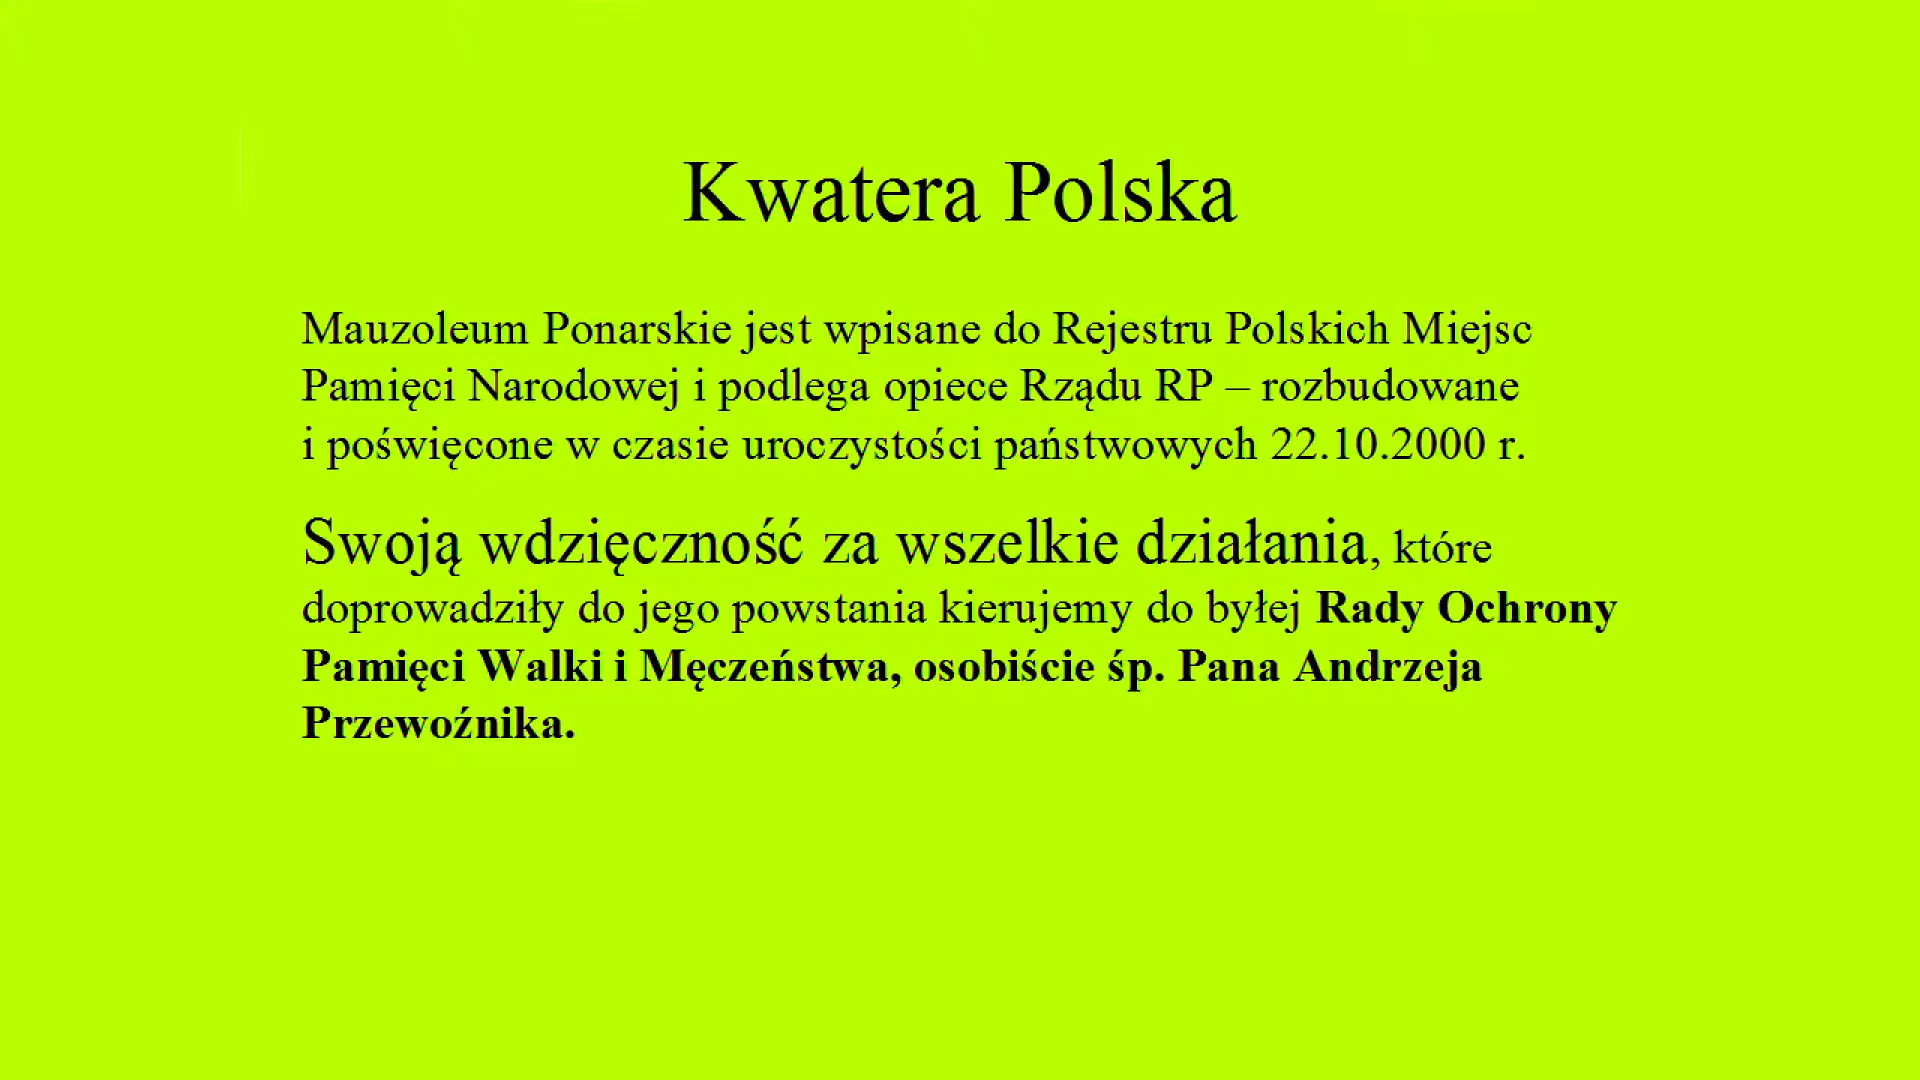 Kwatera Polska
Mauzoleum Ponarskie jest wpisane do Rejestru Polskich Miejsc
Pamięci Narodowej i podlega opiece Rządu RP – rozbudowane
i poświęcone w czasie uroczystości państwowych 22.10.2000 r.
Swoją wdzięczność za wszelkie działania, które
doprowadziły do jego powstania kierujemy do byłej Rady Ochrony
Pamięci Walki i Męczeństwa, osobiście śp. Pana Andrzeja
Przewoźnika.